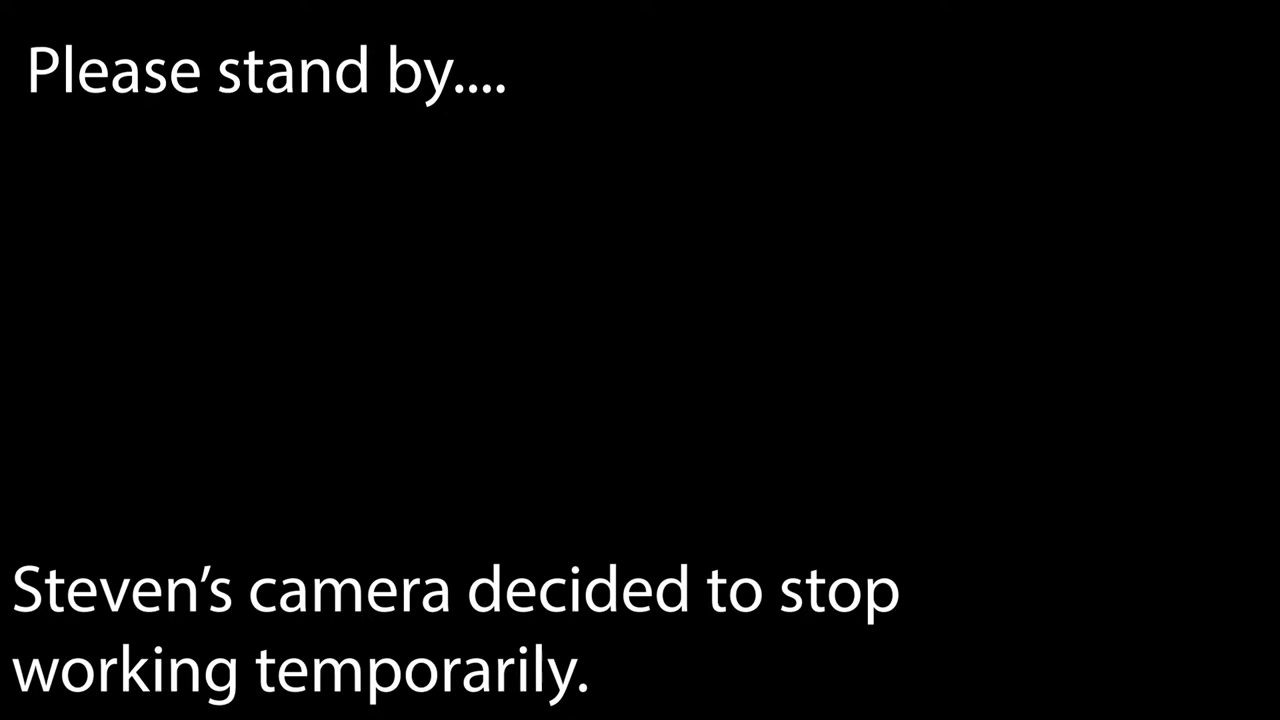 Please stand by....
Steven’s camera decided to stop
working temporarily.